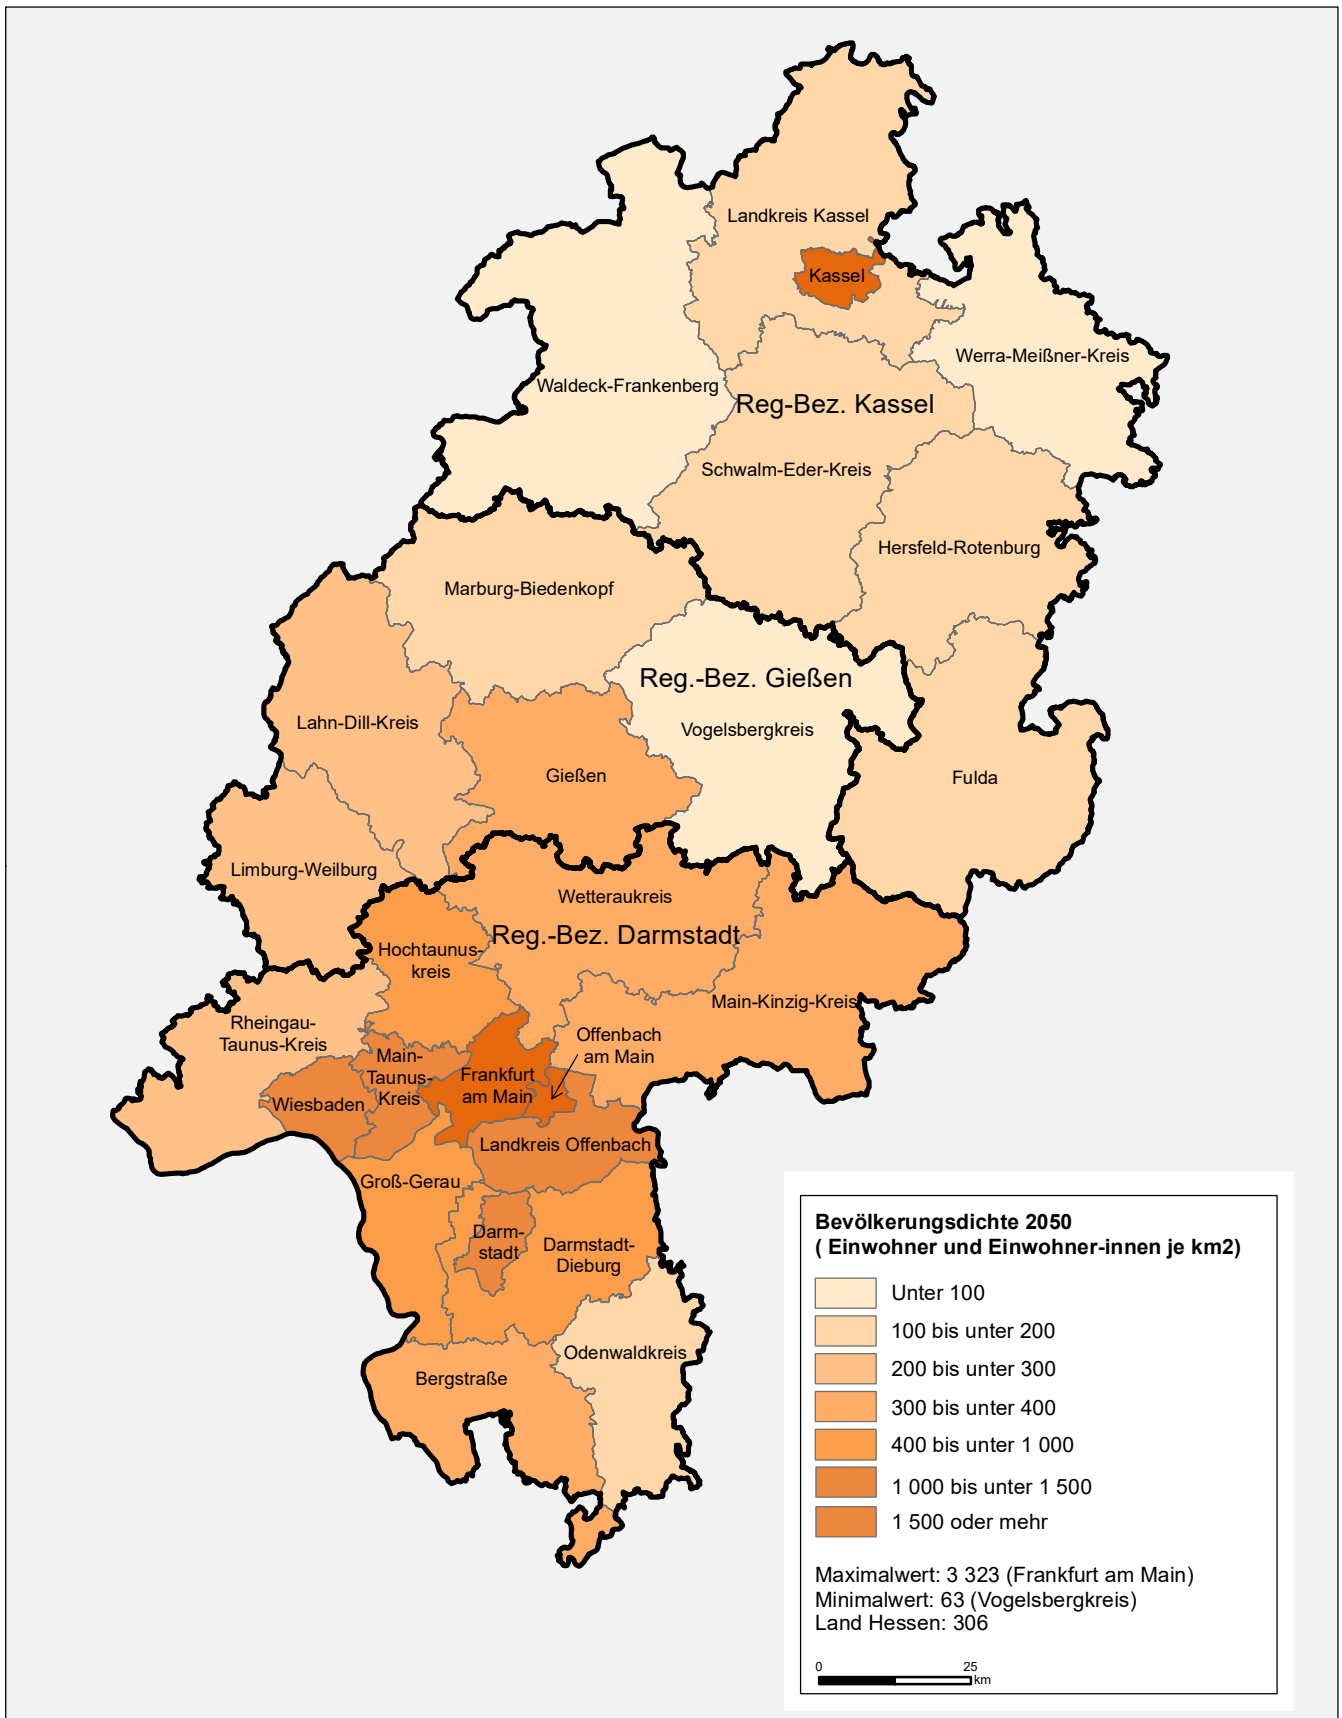 Landkreis Kassel
Kassel
Werra-Meißner-Kreis
Waldeck-Frankenberg
Reg-Bez. Kassel
Schwalm-Eder-Kreis
Hersfeld-Rotenburg
Marburg-Biedenkopf
Reg.-Bez. Gießen
Lahn-Dill-Kreis
Vogelsbergkreis
Gießen
Fulda
Limburg-Weilburg
Wetteraukreis
Reg.-Bez. Darmstadt
Hochtaunus-
kreis
Main-Kinzig-Kreis
Rheingau-
Taunus-Kreis
Offenbach
am Main
Main-
Taunus-
Kreis
Frankfurt
am Main
Wiesbaden
Landkreis Offenbach
Groß-Gerau
Darm-
stadt
Darmstadt-
Dieburg
Odenwaldkreis
Bergstraße
Bevölkerungsdichte 2050
( Einwohner und Einwohner-innen je km2)
Unter 100
100 bis unter 200
200 bis unter 300
300 bis unter 400
400 bis unter 1 000
1 000 bis unter 1 500
1 500 oder mehr
Maximalwert: 3 323 (Frankfurt am Main)
Minimalwert: 63 (Vogelsbergkreis)
Land Hessen: 306
0 25
km